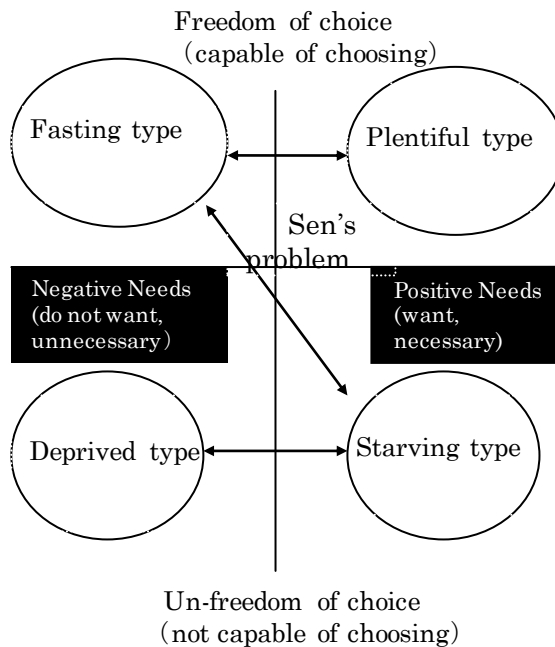 Freedom of choice
（capable of choosing）
Fasting type
Plentiful type
Sen's
problem
Negative Needs
(do not want,
unnecessary）
Positive Needs
(want,
necessary)
Deprived type
Starving type
Un-freedom of choice
（not capable of choosing）